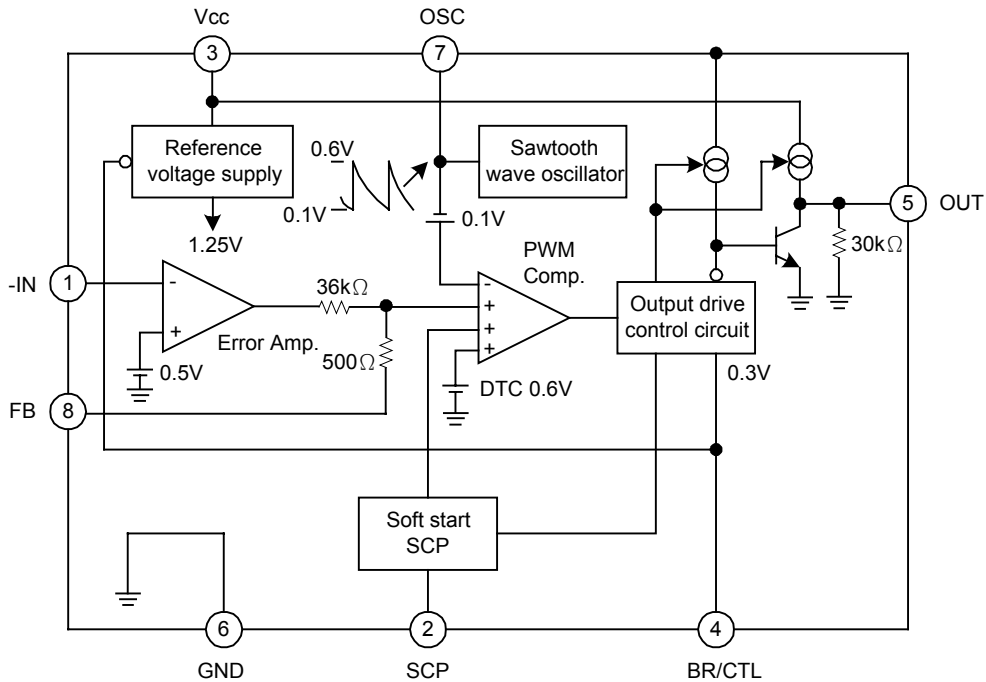 Vcc
OSC
3
7
Reference
voltage supply
0.6V
0.1V
Sawtooth
wave oscillator
1.25V
0.1V
5
OUT
30kΩ
PWM
Comp.
-IN
1
-
+
36kΩ
-
+
+
+
Output drive
control circuit
Error Amp.
500Ω
0.5V
DTC 0.6V
0.3V
FB
8
Soft start
SCP
6
2
4
GND
SCP
BR/CTL